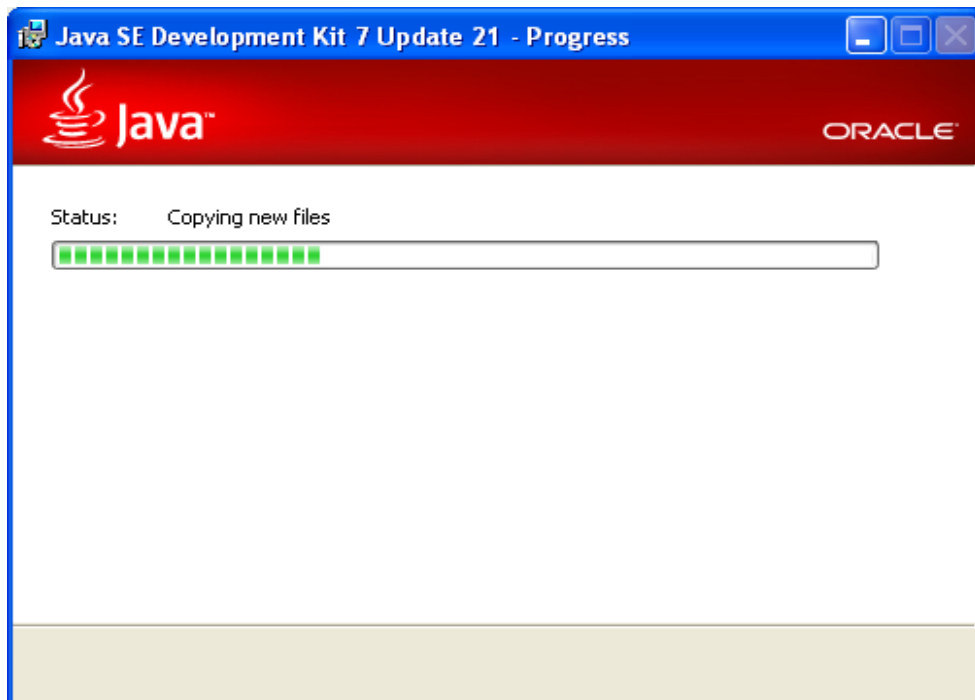 Java SE Development Kit 7 Update 21 - Progress
Java™
ORACLE
Status: Copying new files